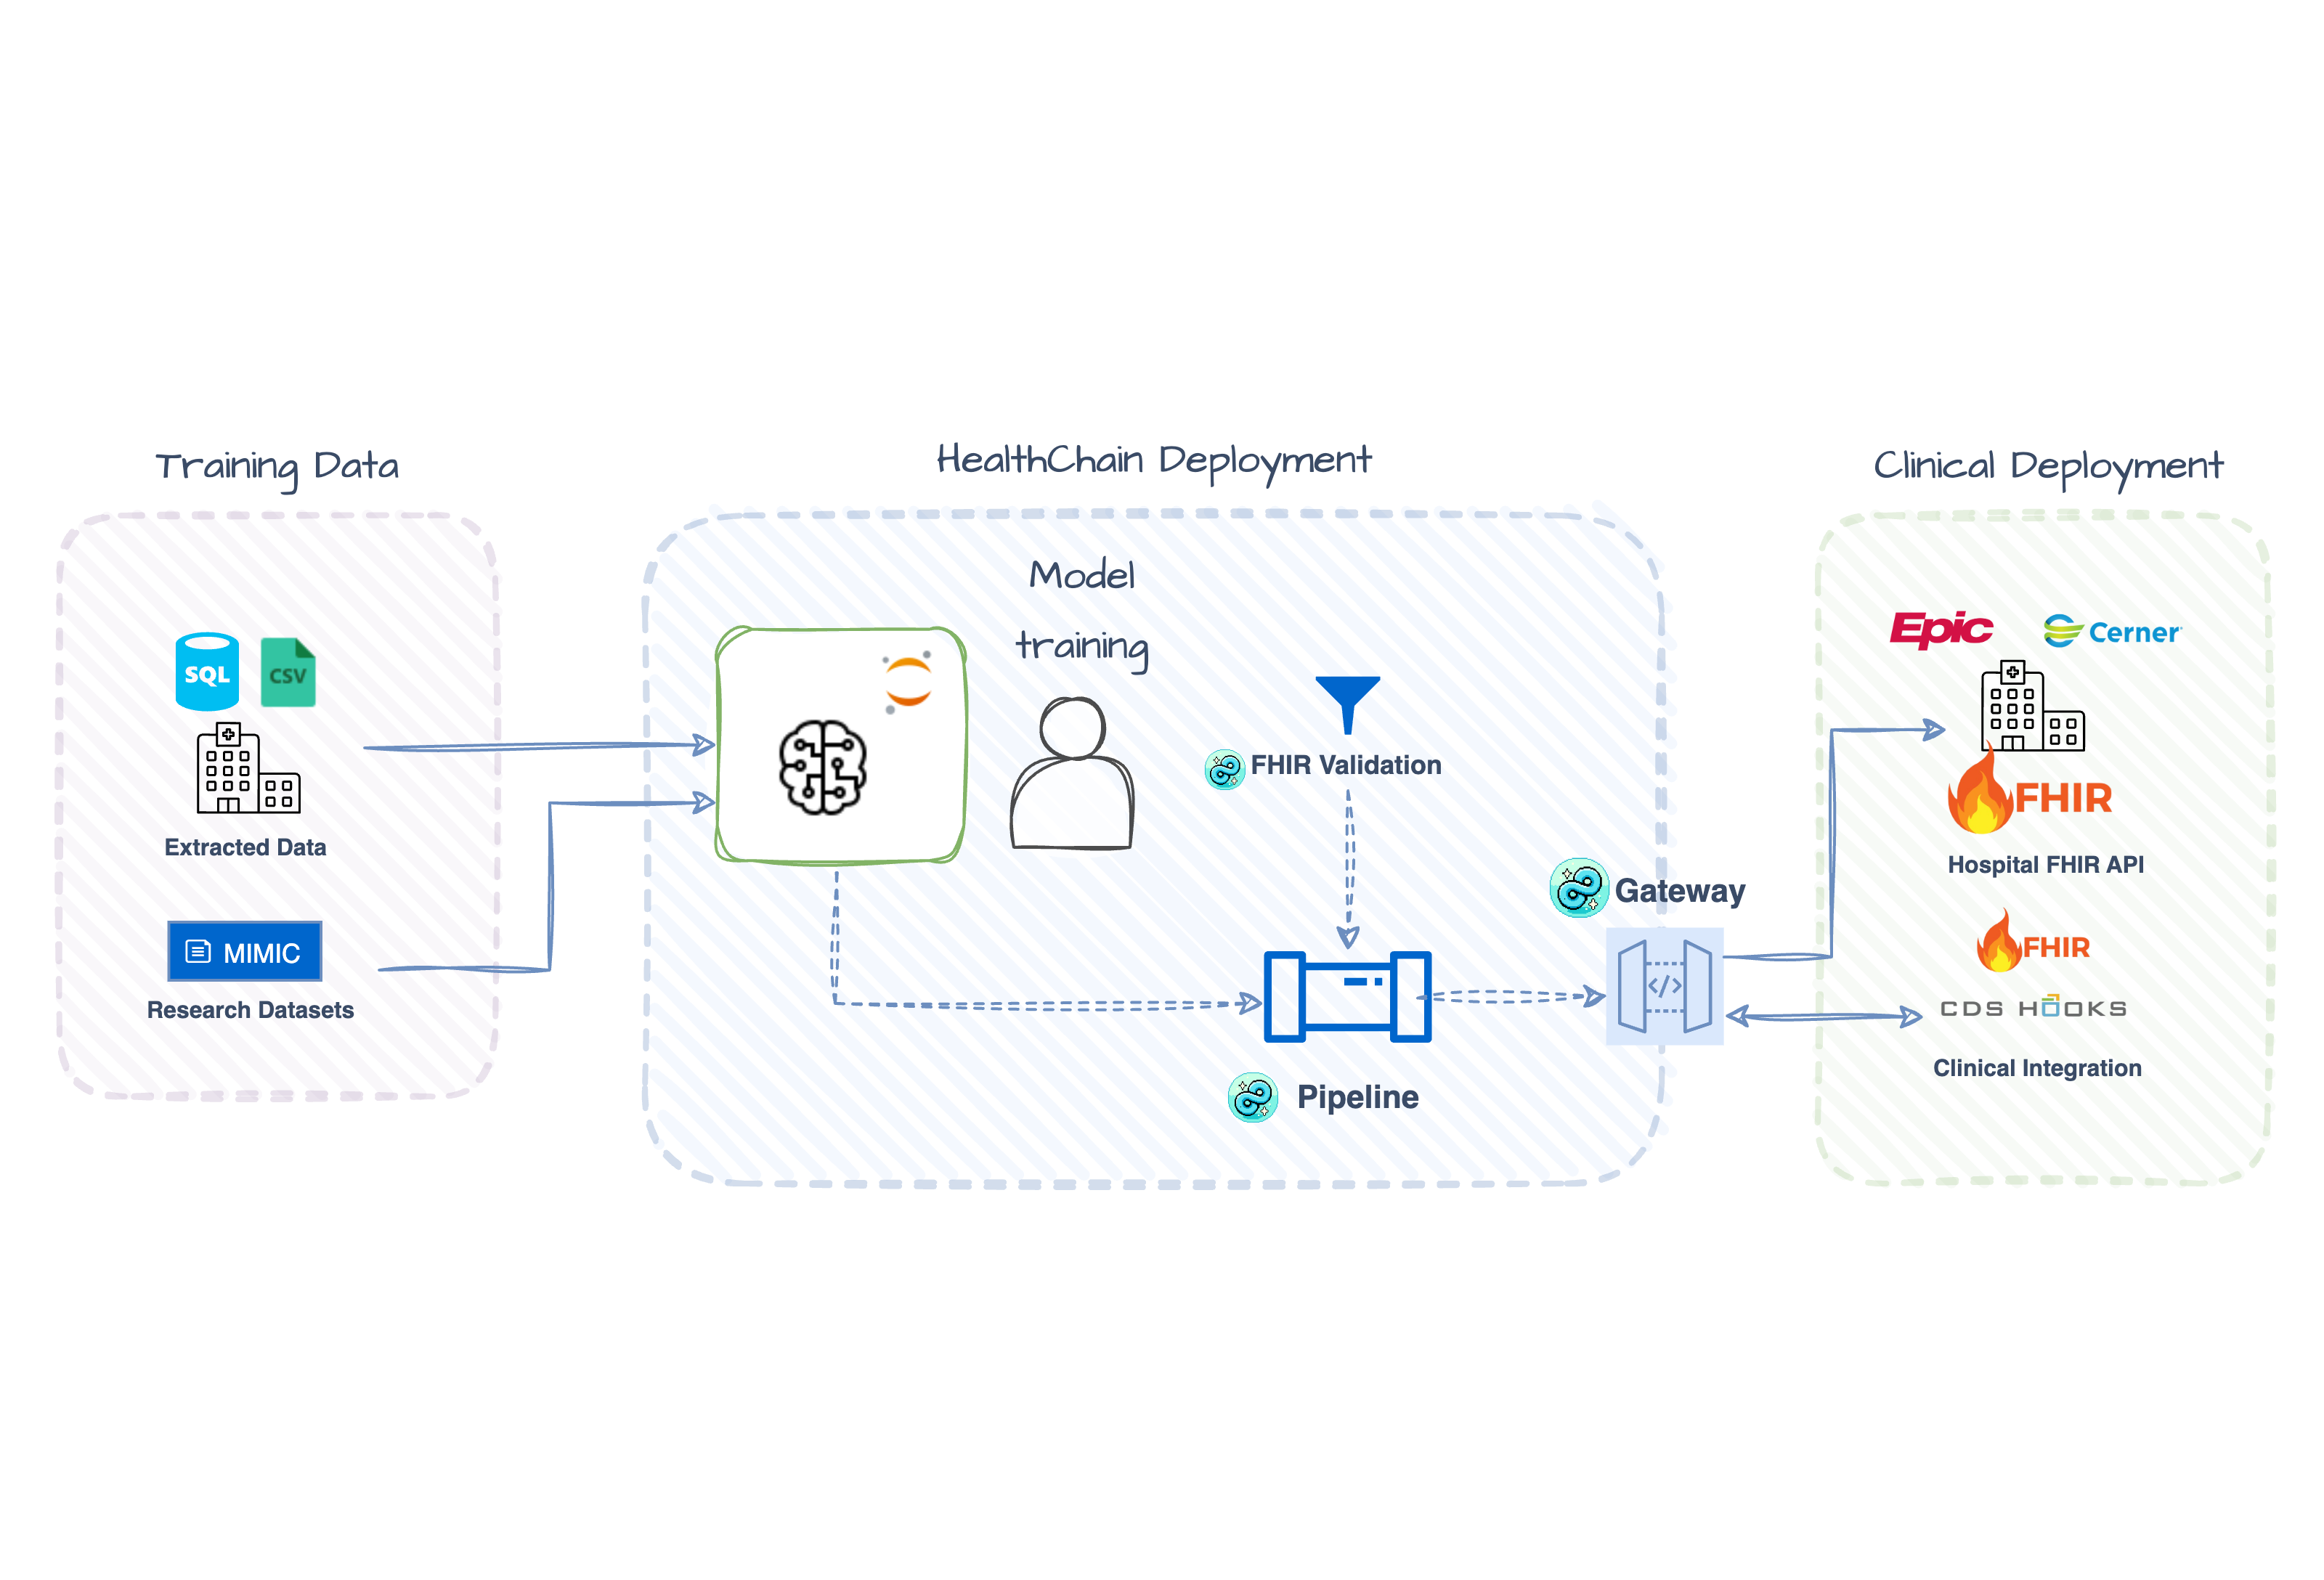 Training Data
SQL
CSV
Extracted Data
MIMIC
Research Datasets
HealthChain Deployment
Model
training
FHIR Validation
Pipeline
Gateway
</>
Clinical Deployment
Epic
Cerner
FHIR
Hospital FHIR API
FHIR
CDS HOOKS
Clinical Integration